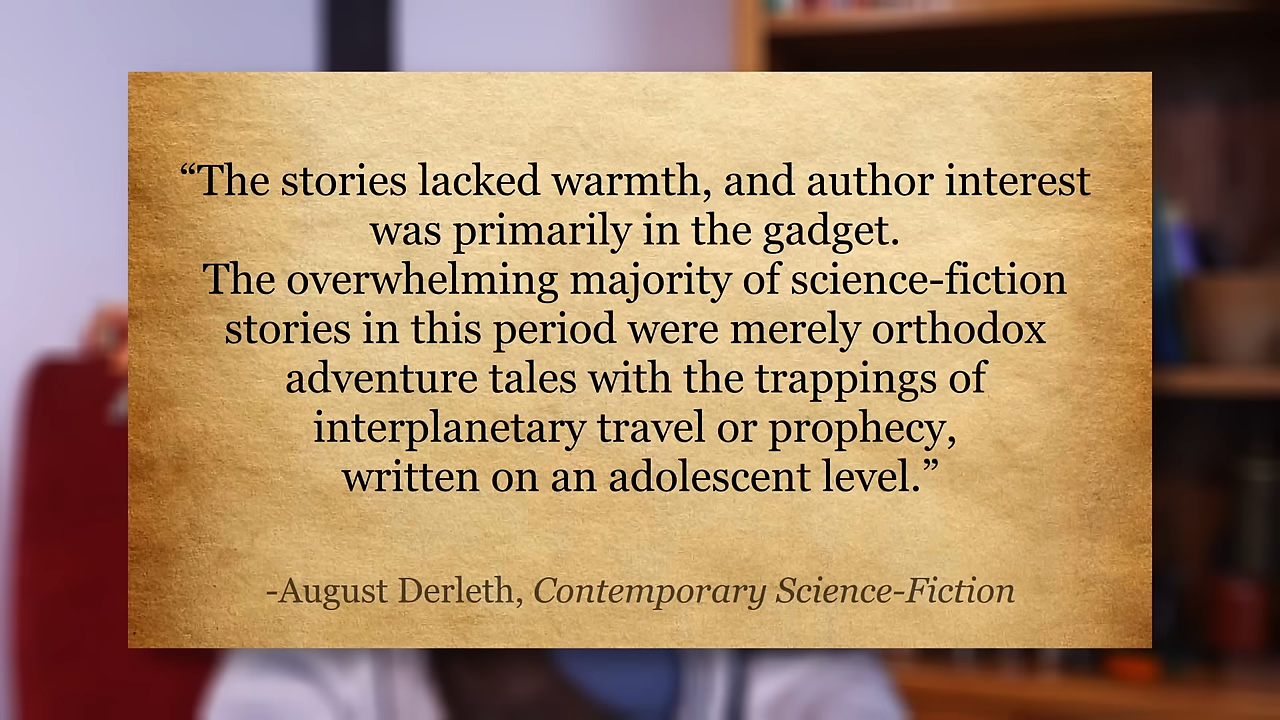 “The stories lacked warmth, and author interest
was primarily in the gadget.
The overwhelming majority of science-fiction
stories in this period were merely orthodox
adventure tales with the trappings of
interplanetary travel or prophecy,
written on an adolescent level.”
-August Derleth, Contemporary Science-Fiction